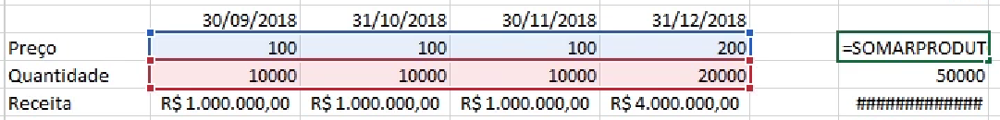 30/09/2018 31/10/2018 30/11/2018 31/12/2018
Preço 100 100 100 200 =SOMARPRODUT
Quantidade 10000 10000 10000 20000 50000
Receita R$ 1.000.000,00 R$ 1.000.000,00 R$ 1.000.000,00 R$ 4.000.000,00 #############